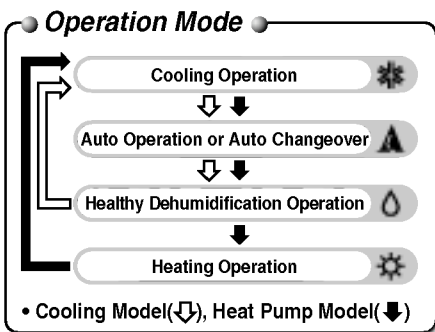 Operation Mode
Cooling Operation
Auto Operation or Auto Changeover
Healthy Dehumidification Operation
Heating Operation
• Cooling Model(⇩), Heat Pump Model(🡇)